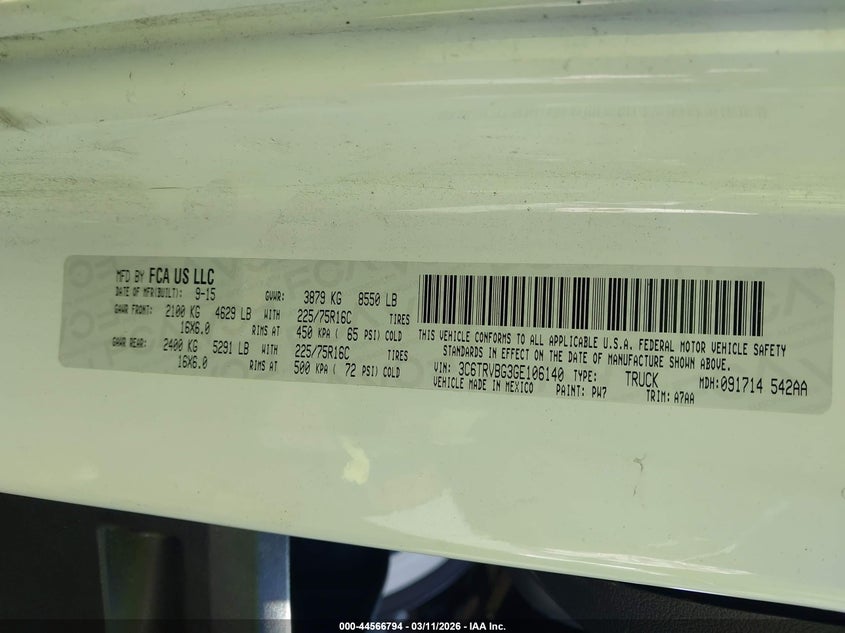 MFD BY FCA US LLC
DATE OF MFR(BUILT): 9-15 GVWR: 3879 KG 8550 LB
GAWR FRONT: 2100 KG 4629 LB WITH 225/75R16C TIRES
16X6.0 RIMS AT 450 KPA ( 65 PSI) COLD
GAWR REAR: 2400 KG 5291 LB WITH 225/75R16C TIRES
16X6.0 RIMS AT 500 KPA ( 72 PSI) COLD
THIS VEHICLE CONFORMS TO ALL APPLICABLE U.S.A. FEDERAL MOTOR VEHICLE SAFETY
STANDARDS IN EFFECT ON THE DATE OF MANUFACTURE SHOWN ABOVE.
VIN: 3C6TRVBG3GE106140 TYPE: TRUCK MDH:091714 542AA
VEHICLE MADE IN MEXICO PAINT: PW7 TRIM: A7AA
000-44566794 - 03/11/2026 - IAA Inc.